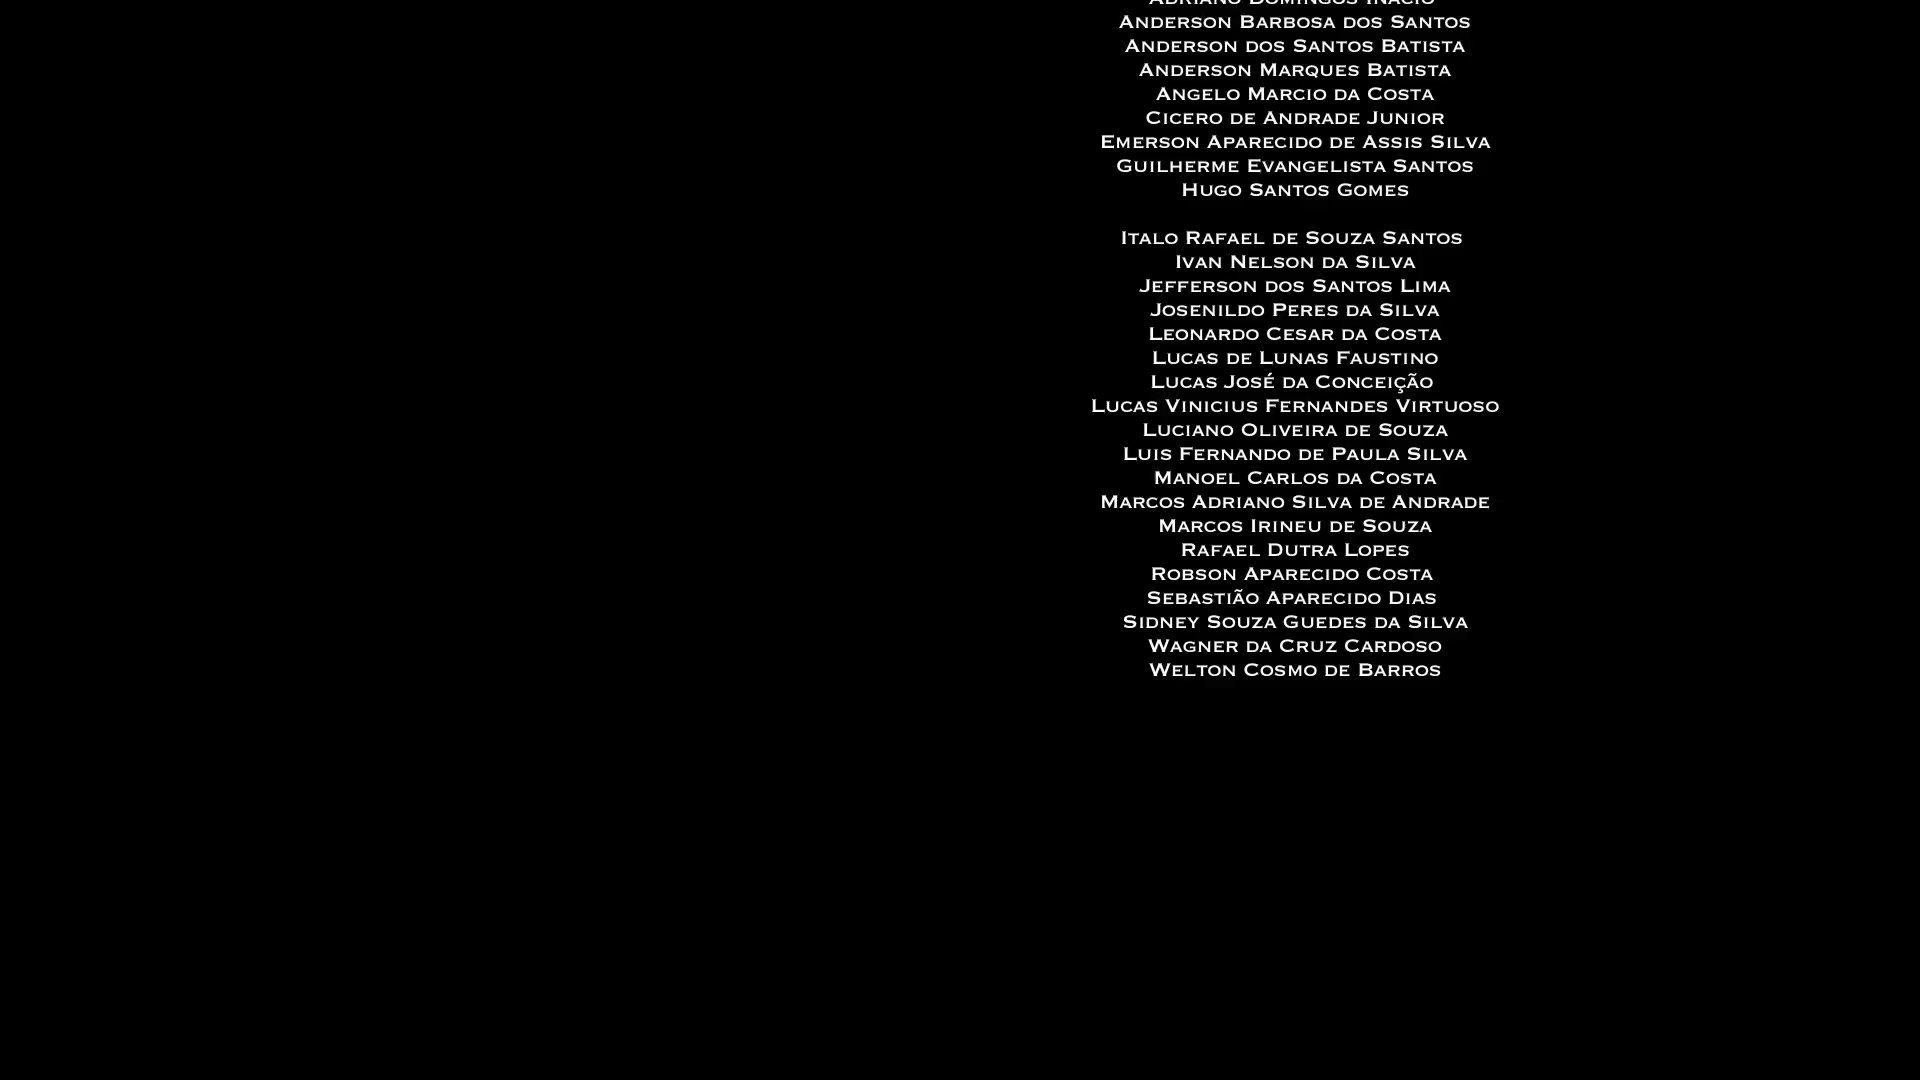 Adriano Domingos Inacio
Anderson Barbosa dos Santos
Anderson dos Santos Batista
Anderson Marques Batista
Angelo Marcio da Costa
Cicero de Andrade Junior
Emerson Aparecido de Assis Silva
Guilherme Evangelista Santos
Hugo Santos Gomes
Italo Rafael de Souza Santos
Ivan Nelson da Silva
Jefferson dos Santos Lima
Josenildo Peres da Silva
Leonardo Cesar da Costa
Lucas de Lunas Faustino
Lucas José da Conceição
Lucas Vinicius Fernandes Virtuoso
Luciano Oliveira de Souza
Luis Fernando de Paula Silva
Manoel Carlos da Costa
Marcos Adriano Silva de Andrade
Marcos Irineu de Souza
Rafael Dutra Lopes
Robson Aparecido Costa
Sebastião Aparecido Dias
Sidney Souza Guedes da Silva
Wagner da Cruz Cardoso
Welton Cosmo de Barros